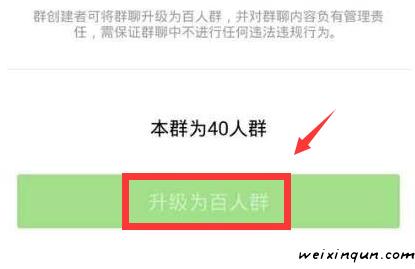 群创建者可将群聊升级为百人群，并对群聊内容负有管理责
任，需保证群聊中不进行任何违法违规行为。
本群为40人群
升级为百人群
weixinqun.com